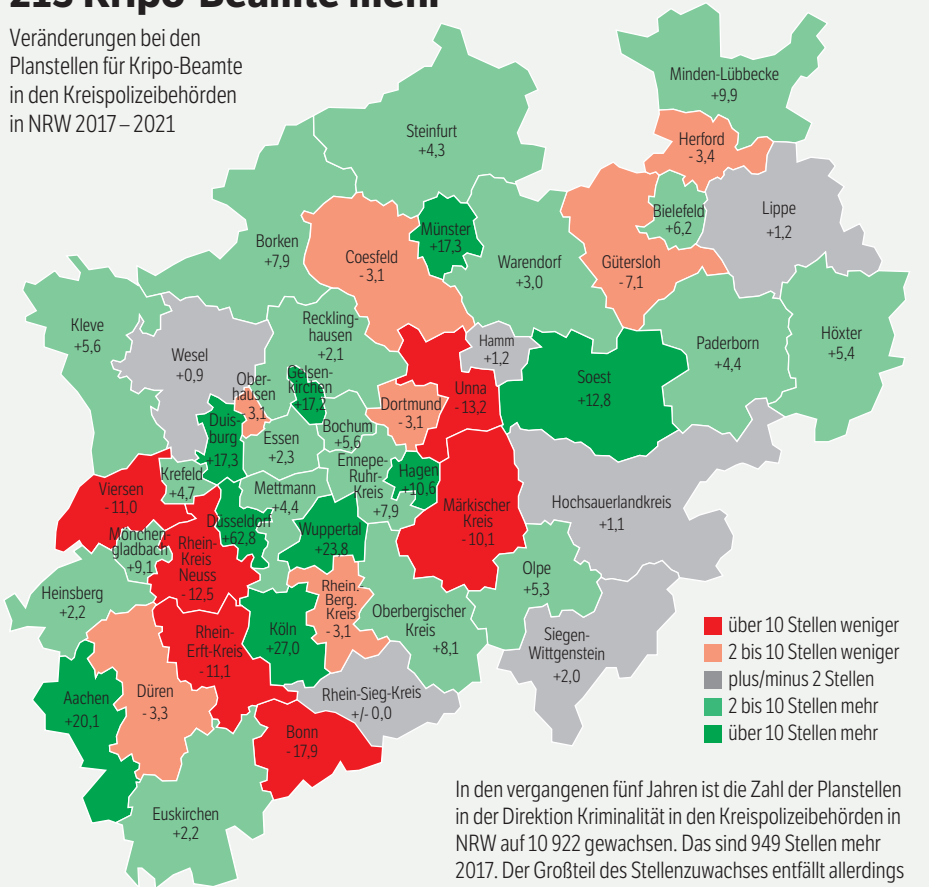 213 Kripo-Beamte mehr
Veränderungen bei den
Planstellen für Kripo-Beamte
in den Kreispolizeibehörden
in NRW 2017 – 2021
Minden-Lübbecke
+9,9
Steinfurt
+4,3
Herford
- 3,4
Bielefeld
+6,2
Lippe
+1,2
Münster
+17,3
Borken
+7,9
Coesfeld
- 3,1
Warendorf
+3,0
Gütersloh
- 7,1
Kleve
+5,6
Wesel
+0,9
Reckling-
hausen
+2,1
Hamm
+1,2
Paderborn
+4,4
Höxter
+5,4
Ober-
hausen
- 3,1
Gelsen-
kirchen
+17,2
Unna
- 13,2
Soest
+12,8
Duis-
burg
+17,3
Essen
+2,3
Bochum
+5,6
Dortmund
- 3,1
Viersen
- 11,0
Krefeld
+4,7
Mettmann
+4,4
Ennepe-
Ruhr-
Kreis
+7,9
Hagen
+10,6
Märkischer
Kreis
- 10,1
Hochsauerlandkreis
+1,1
Mönchen-
gladbach
+9,1
Rhein-
Kreis
Neuss
- 12,5
Düsseldorf
+62,8
Wuppertal
+23,8
Heinsberg
+2,2
Rhein.
Berg.
Kreis
- 3,1
Oberbergischer
Kreis
+8,1
Olpe
+5,3
Rhein-
Erft-Kreis
- 11,1
Köln
+27,0
Siegen-
Wittgenstein
+2,0
Aachen
+20,1
Düren
- 3,3
Rhein-Sieg-Kreis
+/- 0,0
Bonn
- 17,9
Euskirchen
+2,2
über 10 Stellen weniger
2 bis 10 Stellen weniger
plus/minus 2 Stellen
2 bis 10 Stellen mehr
über 10 Stellen mehr
In den vergangenen fünf Jahren ist die Zahl der Planstellen
in der Direktion Kriminalität in den Kreispolizeibehörden in
NRW auf 10 922 gewachsen. Das sind 949 Stellen mehr
2017. Der Großteil des Stellenzuwachses entfällt allerdings